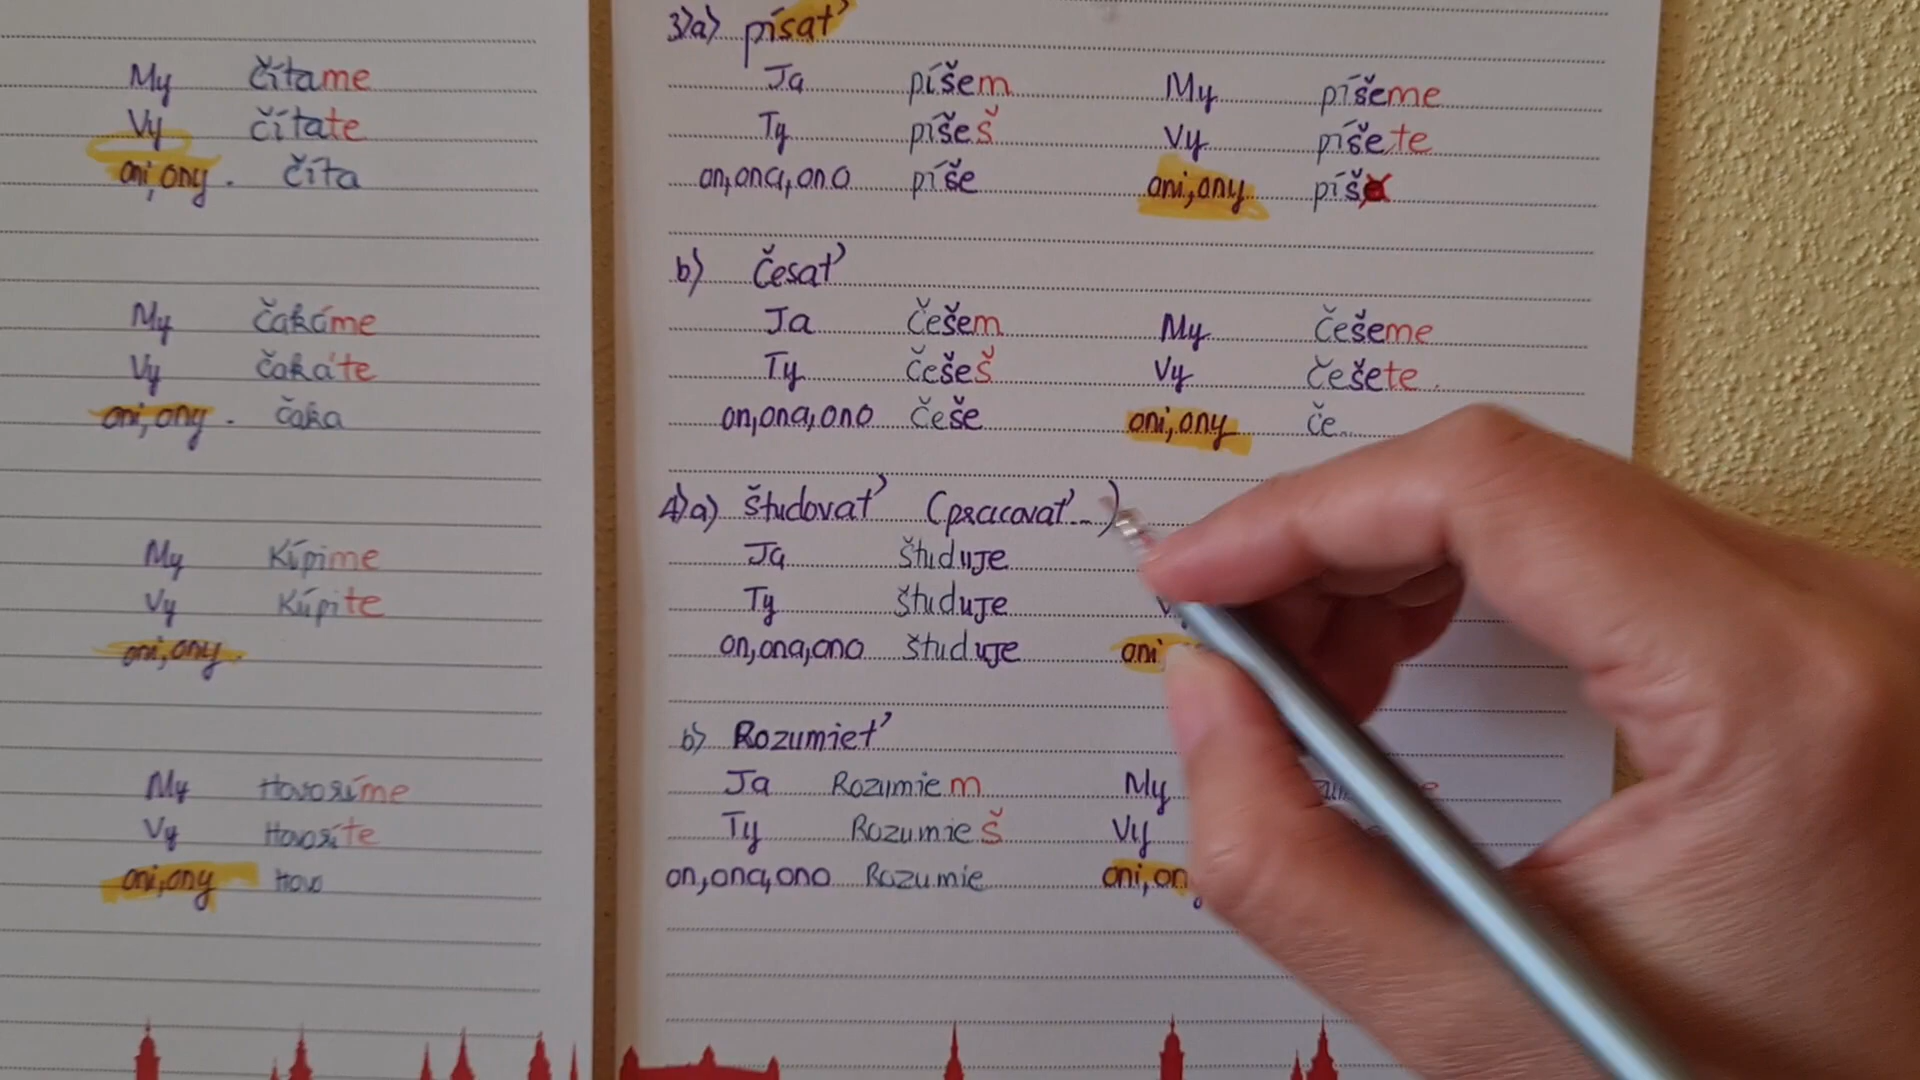 My čítame
Vy čítate
oni, ony. číta
My čakáme
Vy čakáte
oni, ony. čaka
My Kúpime
Vy Kúpite
oni, ony.
My Hovoríme
Vy Hovoríte
oni, ony Hovo
3)a) písať
Ja píšem My píšeme
Ty píšeš Vy píšete
on, ona, ono píše oni, ony píš
b) Česať
Ja Češem My Češeme
Ty Češeš Vy Češete.
on, ona, ono Češe oni, ony če..
4)a) študovať (pracovať...)
Ja študuje
Ty študuje
on, ona, ono študuje oni
b) Rozumieť
Ja Rozumiem My
Ty Rozumieš Vy
on, ona, ono Rozumie oni, on